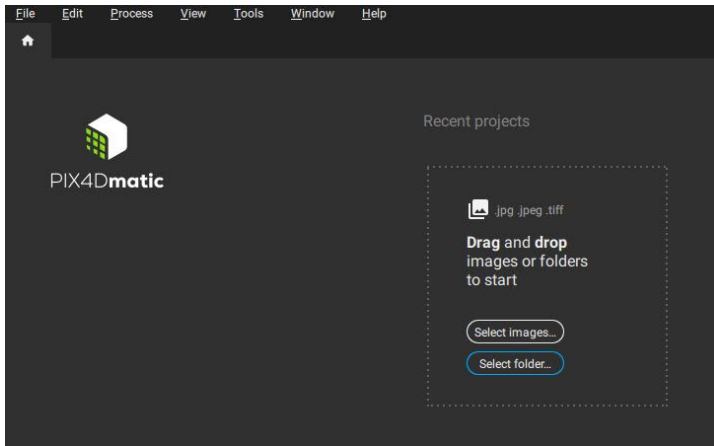 File Edit Process View Tools Window Help
PIX4Dmatic
Recent projects
.jpg .jpeg .tiff
Drag and drop
images or folders
to start
Select images...
Select folder...